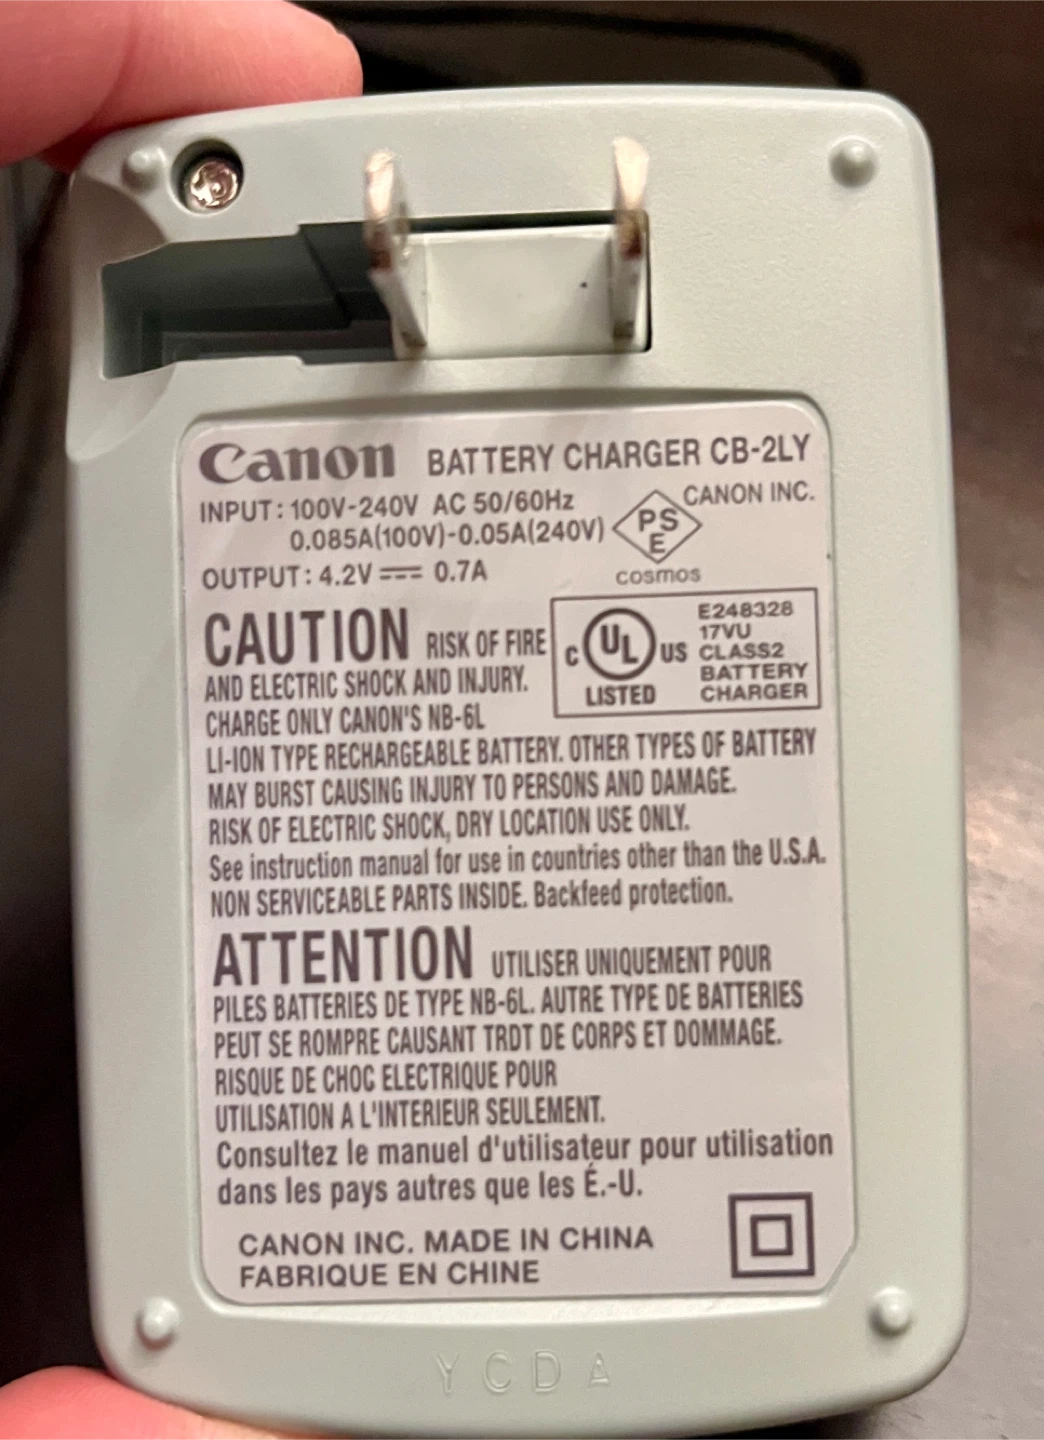 Canon BATTERY CHARGER CB-2LY
INPUT: 100V-240V AC 50/60Hz
0.085A(100V)-0.05A(240V)
CANON INC.
PS
E
cosmos
OUTPUT: 4.2V ⎓ 0.7A
CAUTION RISK OF FIRE
AND ELECTRIC SHOCK AND INJURY.
CHARGE ONLY CANON'S NB-6L
C UL US
LISTED
E248328
17VU
CLASS2
BATTERY
CHARGER
LI-ION TYPE RECHARGEABLE BATTERY. OTHER TYPES OF BATTERY
MAY BURST CAUSING INJURY TO PERSONS AND DAMAGE.
RISK OF ELECTRIC SHOCK, DRY LOCATION USE ONLY.
See instruction manual for use in countries other than the U.S.A.
NON SERVICEABLE PARTS INSIDE. Backfeed protection.
ATTENTION UTILISER UNIQUEMENT POUR
PILES BATTERIES DE TYPE NB-6L. AUTRE TYPE DE BATTERIES
PEUT SE ROMPRE CAUSANT TRDT DE CORPS ET DOMMAGE.
RISQUE DE CHOC ELECTRIQUE POUR
UTILISATION A L'INTERIEUR SEULEMENT.
Consultez le manuel d'utilisateur pour utilisation
dans les pays autres que les É.-U.
CANON INC. MADE IN CHINA
FABRIQUE EN CHINE
YCDA